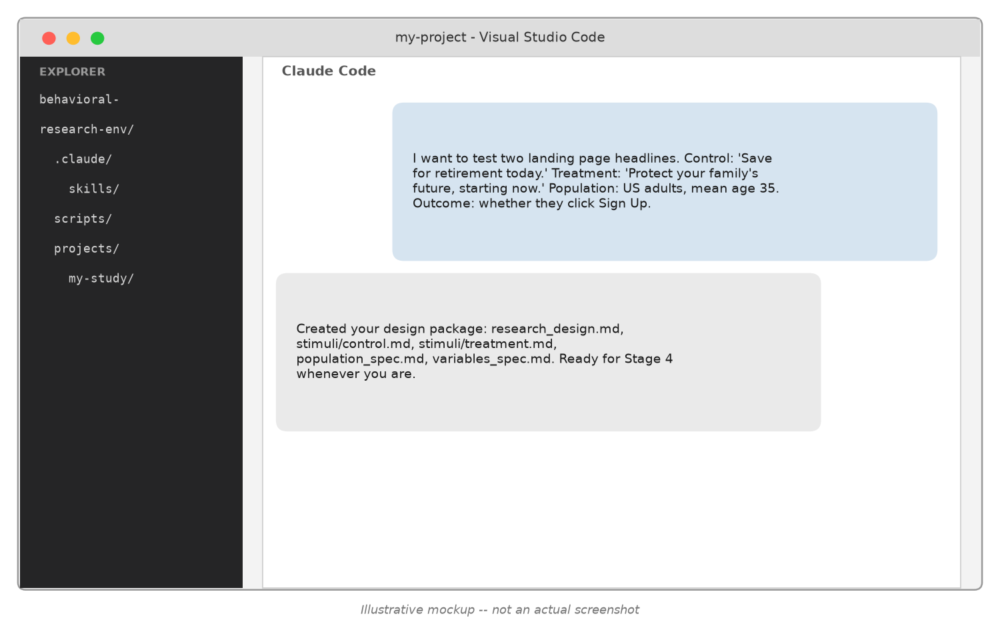 my-project - Visual Studio Code
EXPLORER
behavioral-
research-env/
.claude/
skills/
scripts/
projects/
my-study/
Claude Code
I want to test two landing page headlines. Control: 'Save
for retirement today.' Treatment: 'Protect your family's
future, starting now.' Population: US adults, mean age 35.
Outcome: whether they click Sign Up.
Created your design package: research_design.md,
stimuli/control.md, stimuli/treatment.md,
population_spec.md, variables_spec.md. Ready for Stage 4
whenever you are.
Illustrative mockup -- not an actual screenshot